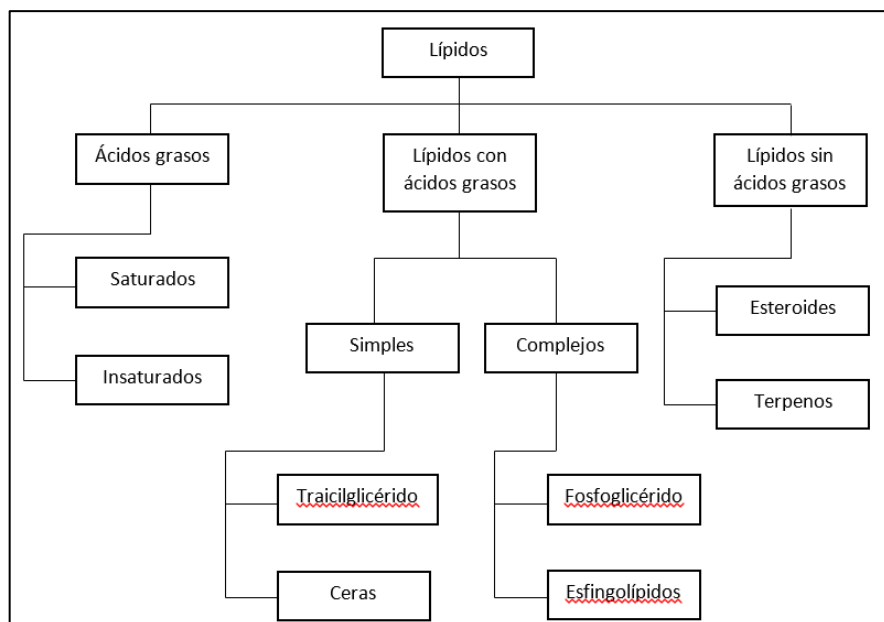 Lípidos
Ácidos grasos
Lípidos con
ácidos grasos
Lípidos sin
ácidos grasos
Saturados
Insaturados
Simples
Complejos
Esteroides
Terpenos
Traicilglicérido
Ceras
Fosfoglicérido
Esfingolípidos